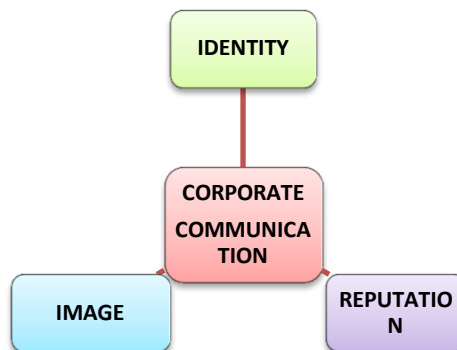 IDENTITY
CORPORATE
COMMUNICA
TION
IMAGE
REPUTATIO
N